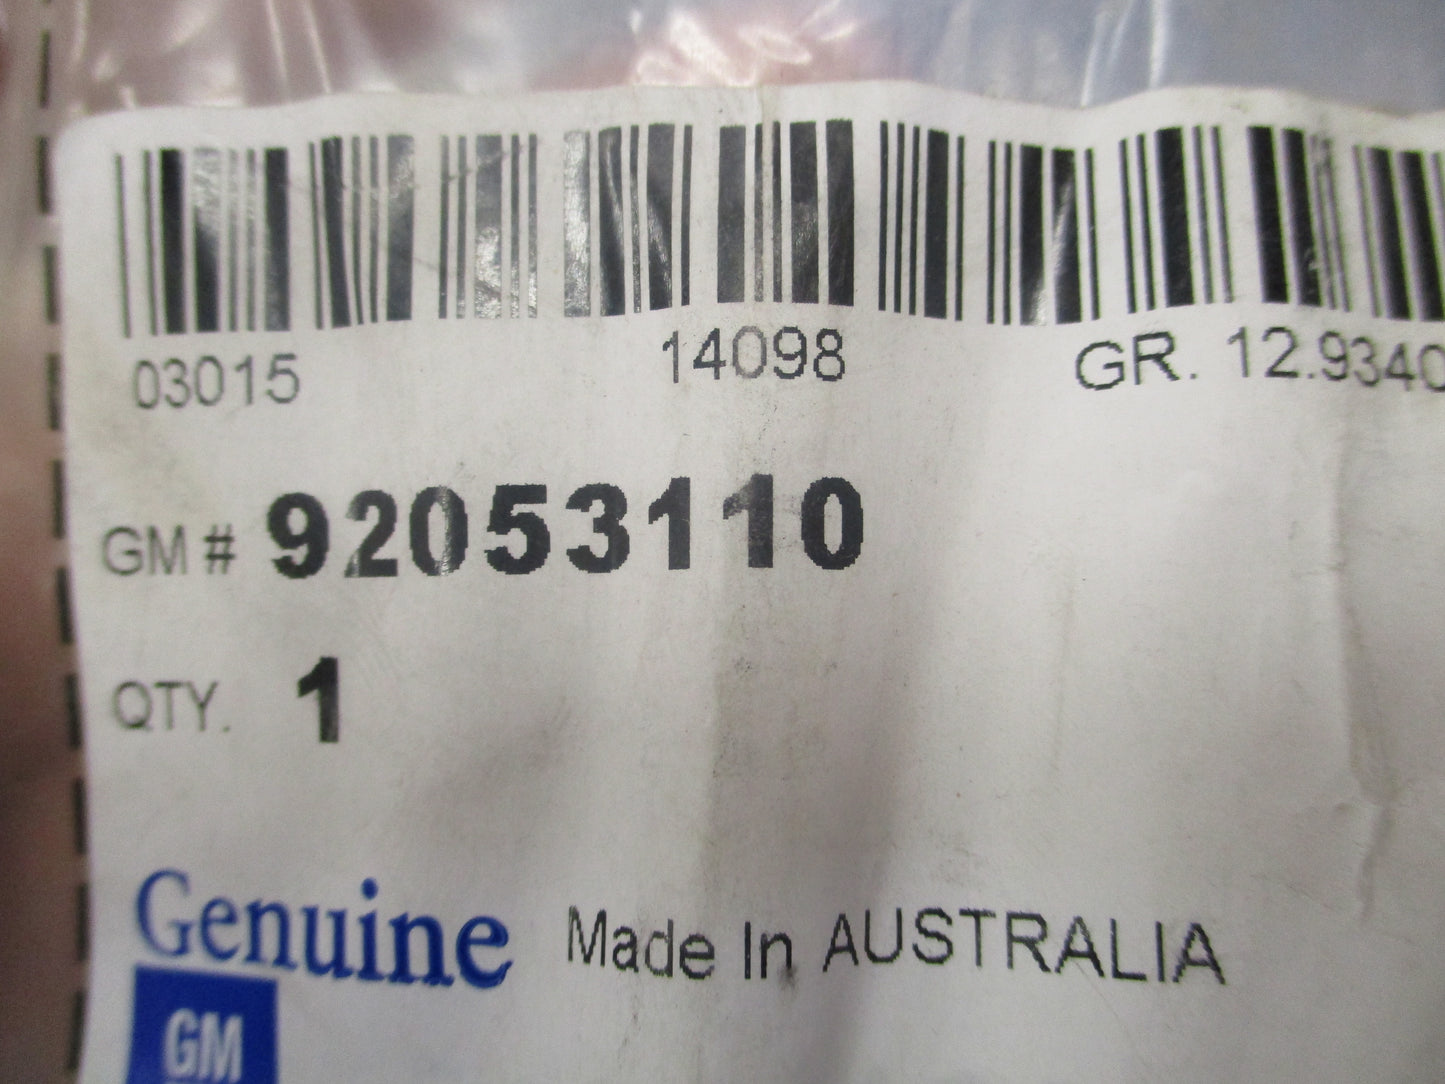 03015 14098 GR. 12.9340
GM # 92053110
QTY. 1
Genuine Made In AUSTRALIA
GM